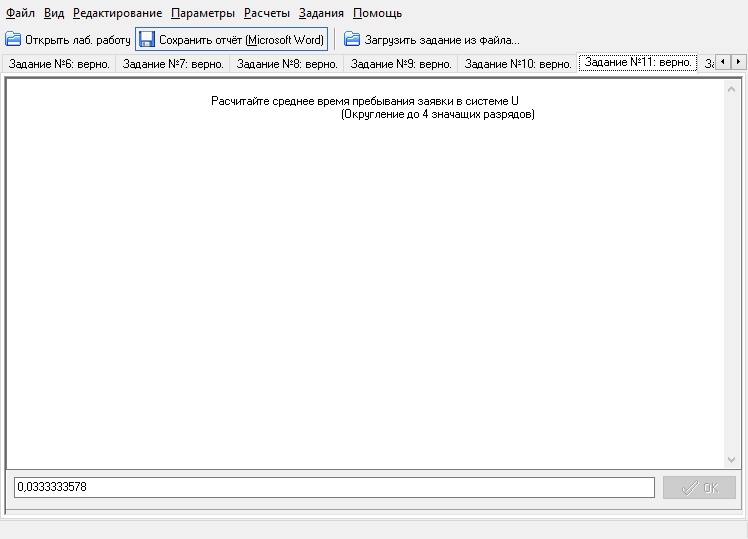 Файл Вид Редактирование Параметры Расчеты Задания Помощь
Открыть лаб. работу Сохранить отчёт (Microsoft Word) Загрузить задание из файла...
Задание №6: верно. Задание №7: верно. Задание №8: верно. Задание №9: верно. Задание №10: верно. Задание №11: верно. За
Расчитайте среднее время пребывания заявки в системе U
(Округление до 4 значащих разрядов)
0,0333333578 OK